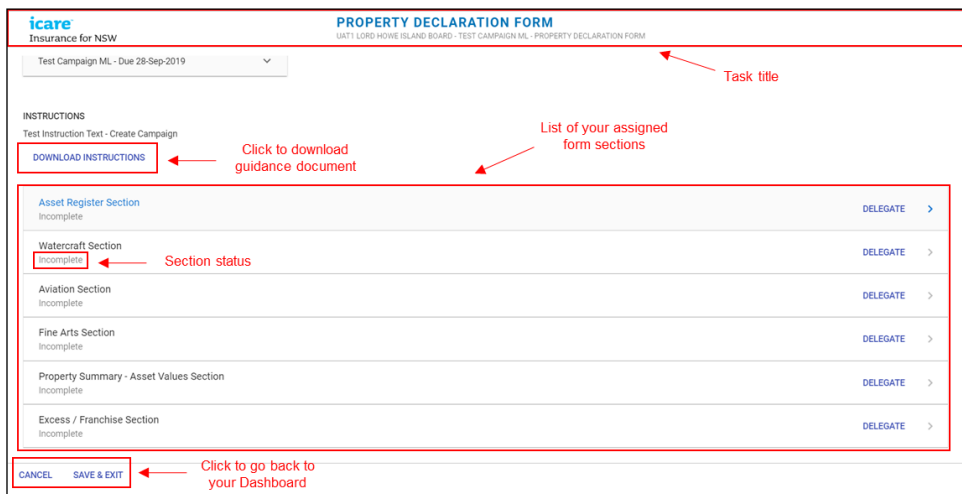 icare
Insurance for NSW
PROPERTY DECLARATION FORM
UAT1 LORD HOWE ISLAND BOARD - TEST CAMPAIGN ML - PROPERTY DECLARATION FORM
Task title
Test Campaign ML - Due 28-Sep-2019
INSTRUCTIONS
Test Instruction Text - Create Campaign
DOWNLOAD INSTRUCTIONS
Click to download
guidance document
List of your assigned
form sections
Asset Register Section
Incomplete
DELEGATE
Watercraft Section
Incomplete
Section status
DELEGATE
Aviation Section
Incomplete
DELEGATE
Fine Arts Section
Incomplete
DELEGATE
Property Summary - Asset Values Section
Incomplete
DELEGATE
Excess / Franchise Section
Incomplete
DELEGATE
CANCEL SAVE & EXIT
Click to go back to
your Dashboard